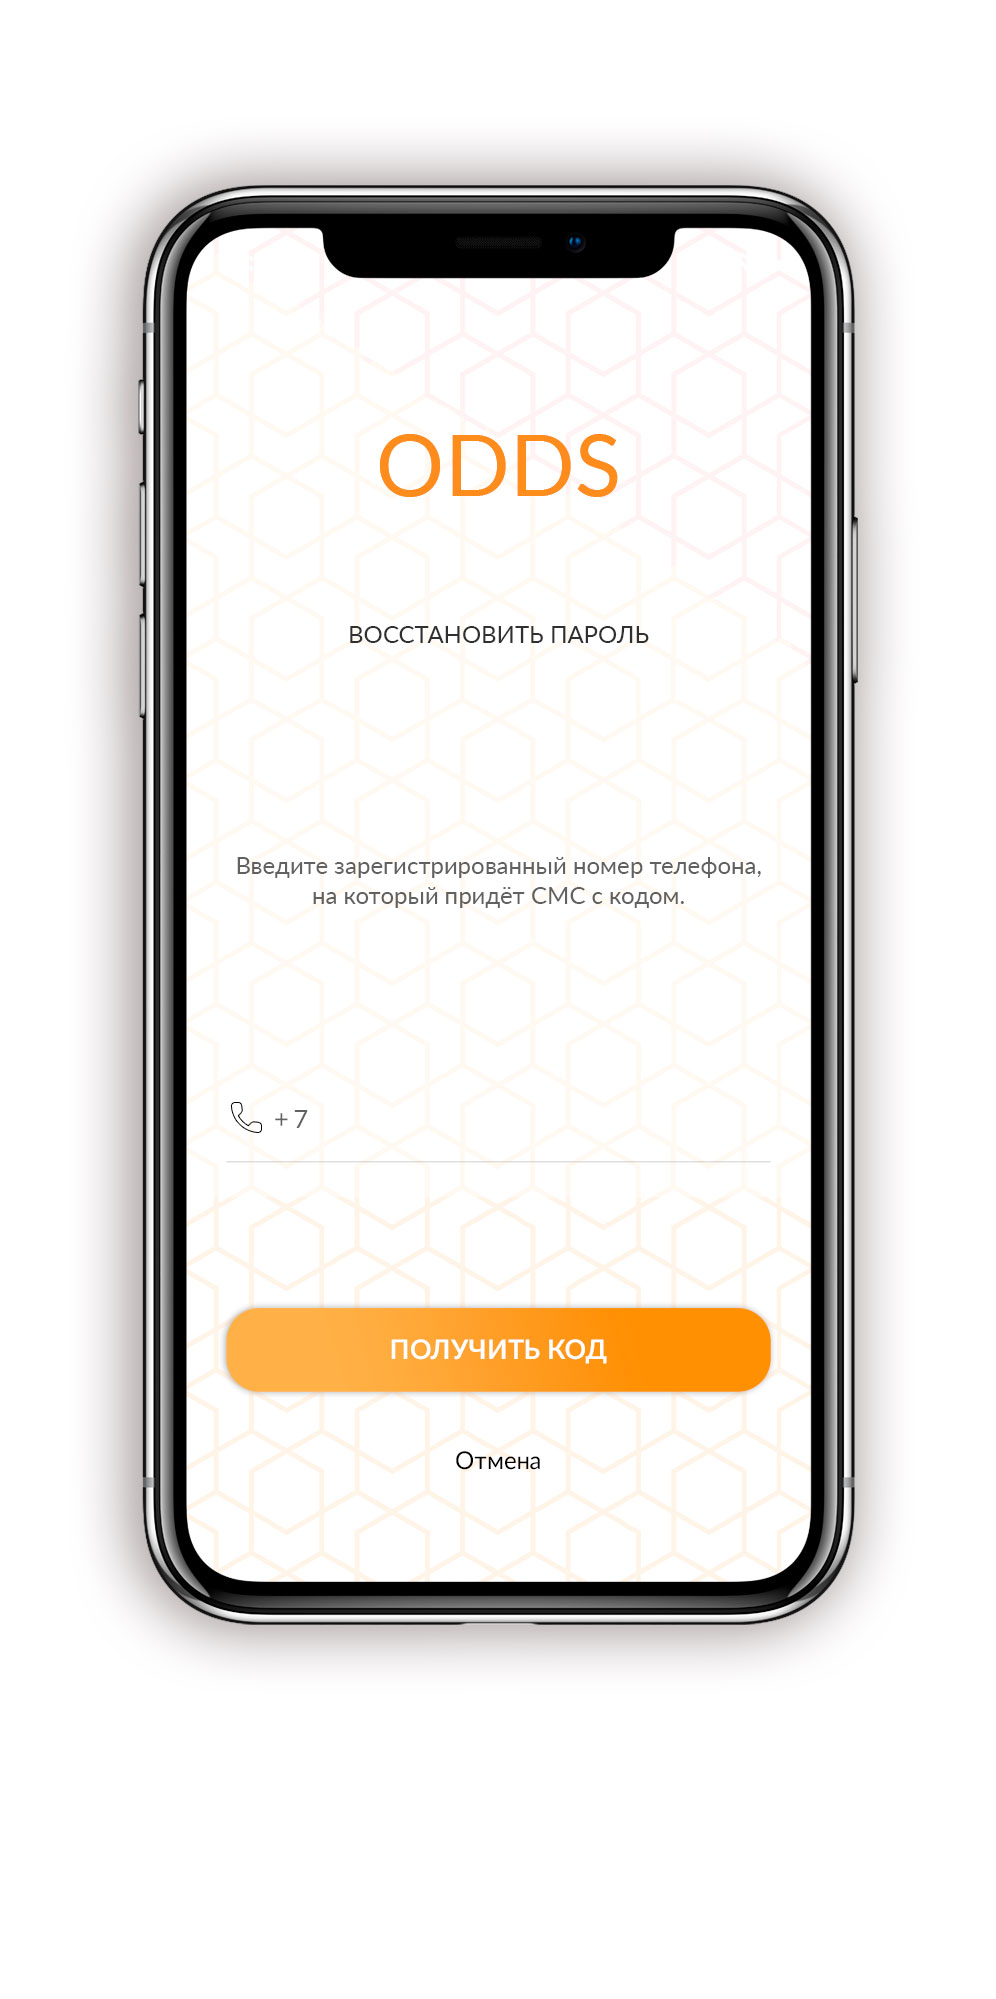 ODDS
ВОССТАНОВИТЬ ПАРОЛЬ
Введите зарегистрированный номер телефона,
на который придёт СМС с кодом.
+ 7
ПОЛУЧИТЬ КОД
Отмена